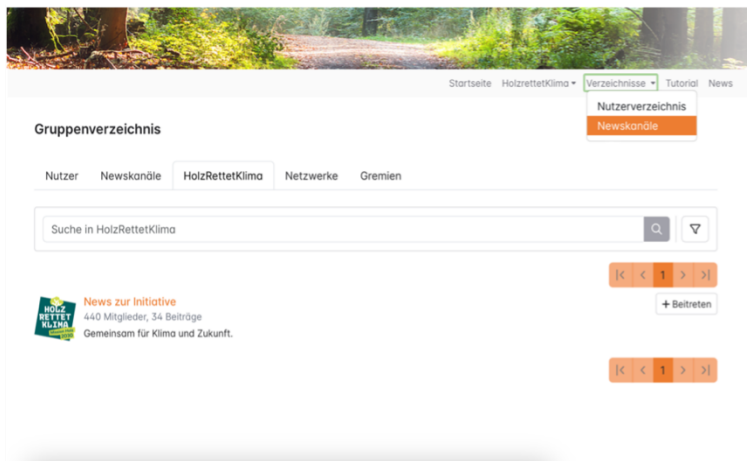 Startseite HolzrettetKlima Verzeichnisse Tutorial News
Nutzerverzeichnis
Newskanäle
Gruppenverzeichnis
Nutzer Newskanäle HolzRettetKlima Netzwerke Gremien
Suche in HolzRettetKlima
|< < 1 > >|
HOLZ
RETTET
KLIMA
News zur Initiative
+ Beitreten
440 Mitglieder, 34 Beiträge
Gemeinsam für Klima und Zukunft.
|< < 1 > >|